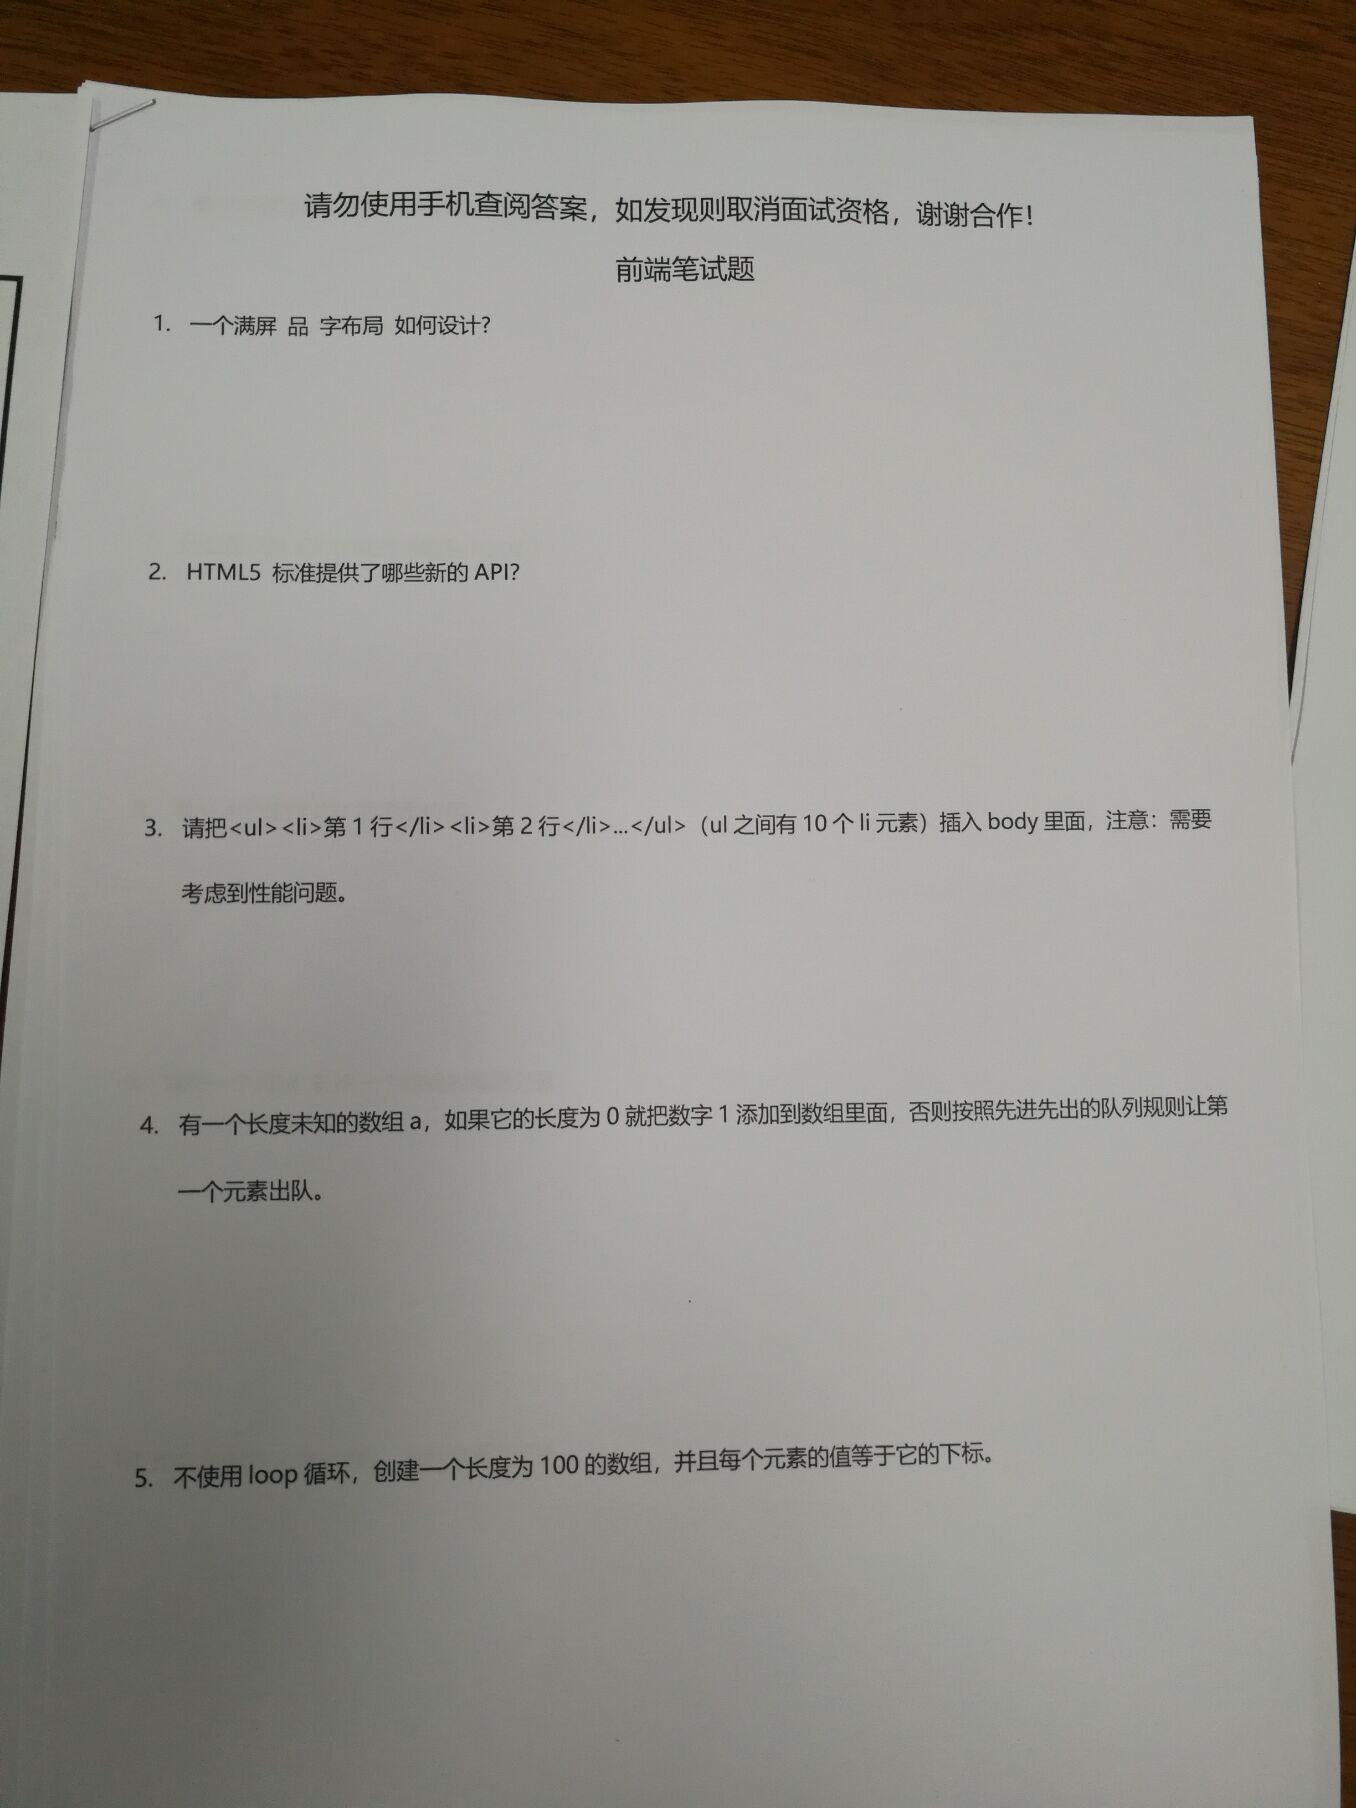 请勿使用手机查阅答案，如发现则取消面试资格，谢谢合作！
前端笔试题
1. 一个满屏 品 字布局 如何设计?
2. HTML5 标准提供了哪些新的 API?
3. 请把<ul><li>第 1 行</li><li>第 2 行</li>...</ul>（ul 之间有 10 个 li 元素）插入 body 里面，注意：需要
考虑到性能问题。
4. 有一个长度未知的数组 a，如果它的长度为 0 就把数字 1 添加到数组里面，否则按照先进先出的队列规则让第
一个元素出队。
5. 不使用 loop 循环，创建一个长度为 100 的数组，并且每个元素的值等于它的下标。